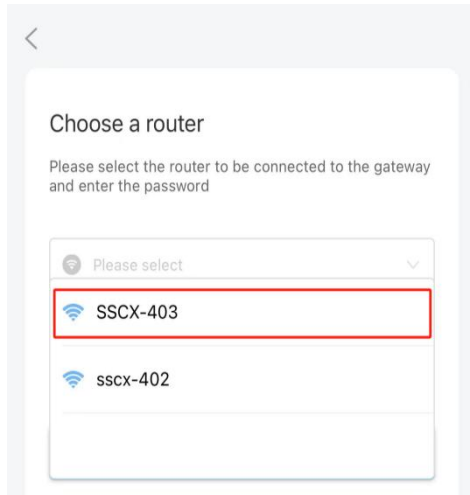 Choose a router
Please select the router to be connected to the gateway
and enter the password
Please select
SSCX-403
sscx-402